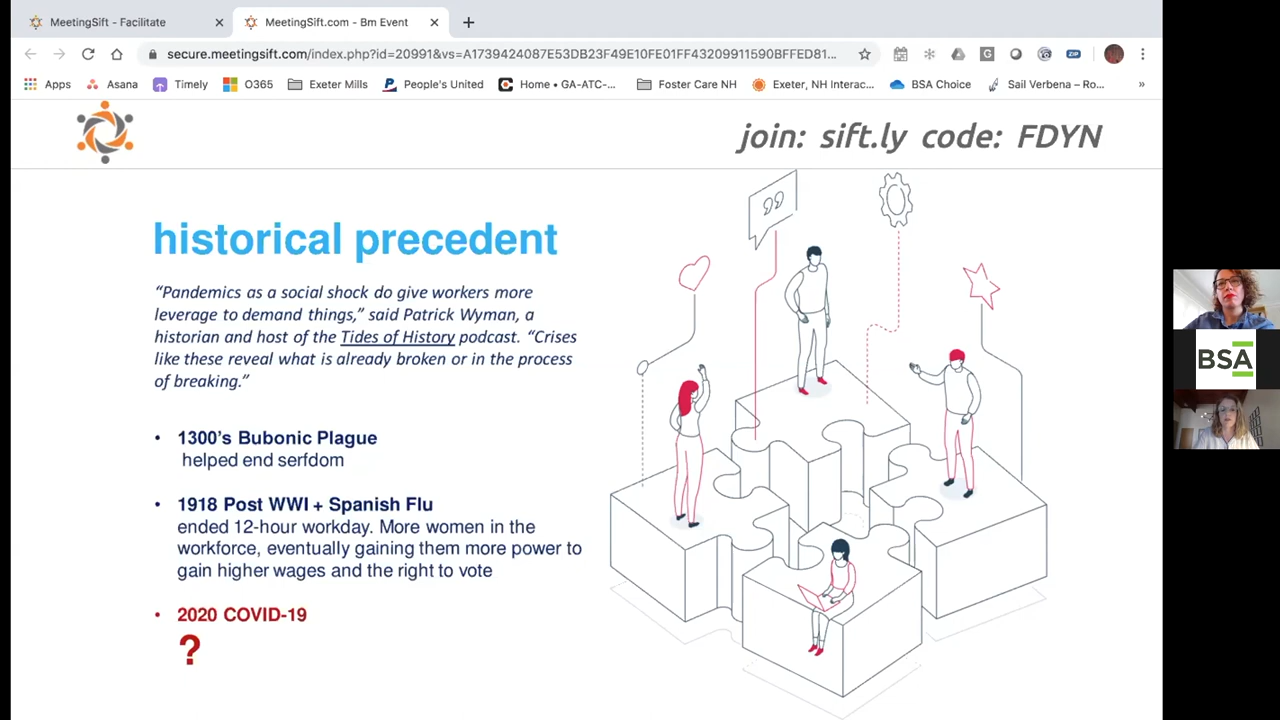 MeetingSift - Facilitate
MeetingSift.com - Bm Event
secure.meetingsift.com/index.php?id=20991&vs=A1739424087E53DB23F49E10FE01FF43209911590BFFED81...
Apps
Asana
Timely
O365
Exeter Mills
People's United
Home • GA-ATC-...
Foster Care NH
Exeter, NH Interac...
BSA Choice
Sail Verbena – Ro...
»
join: sift.ly code: FDYN
historical precedent
“Pandemics as a social shock do give workers more
leverage to demand things,” said Patrick Wyman, a
historian and host of the Tides of History podcast. “Crises
like these reveal what is already broken or in the process
of breaking.”
• 1300’s Bubonic Plague
helped end serfdom
• 1918 Post WWI + Spanish Flu
ended 12-hour workday. More women in the
workforce, eventually gaining them more power to
gain higher wages and the right to vote
• 2020 COVID-19
?
BSA
ZIP
G